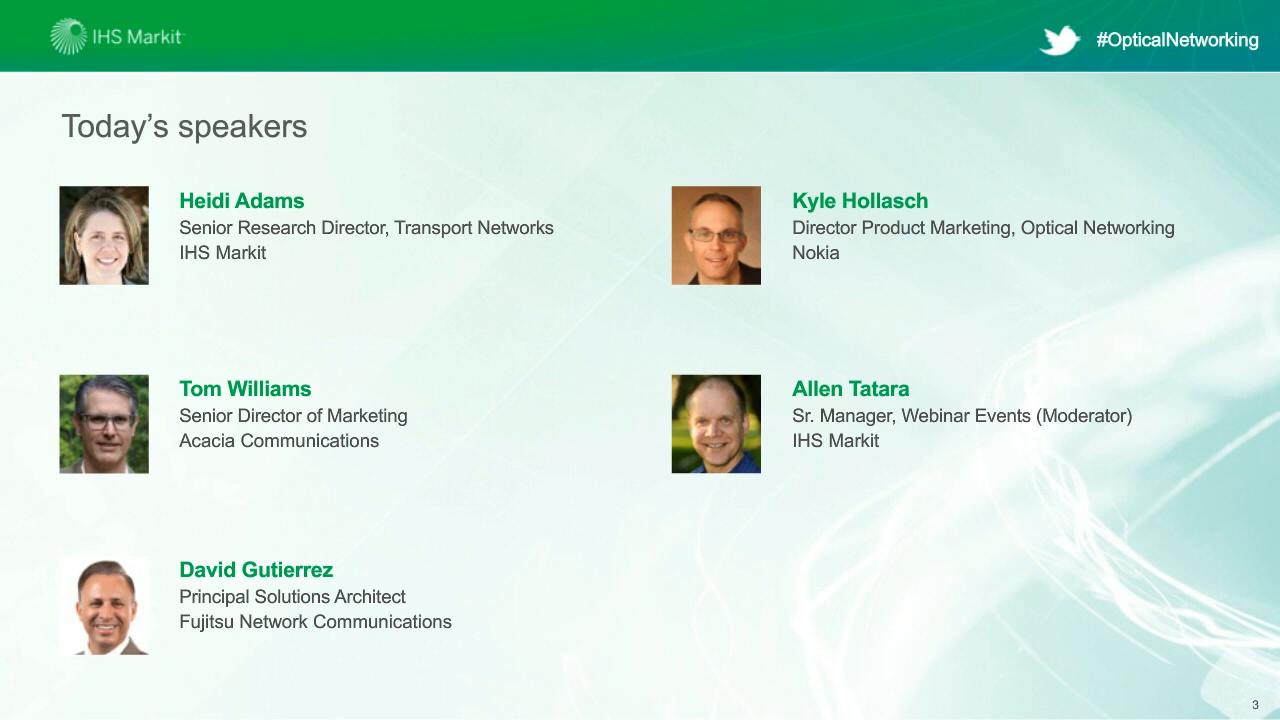 IHS Markit
#OpticalNetworking
Today's speakers
Heidi Adams
Senior Research Director, Transport Networks
IHS Markit
Kyle Hollasch
Director Product Marketing, Optical Networking
Nokia
Tom Williams
Senior Director of Marketing
Acacia Communications
Allen Tatara
Sr. Manager, Webinar Events (Moderator)
IHS Markit
David Gutierrez
Principal Solutions Architect
Fujitsu Network Communications
3